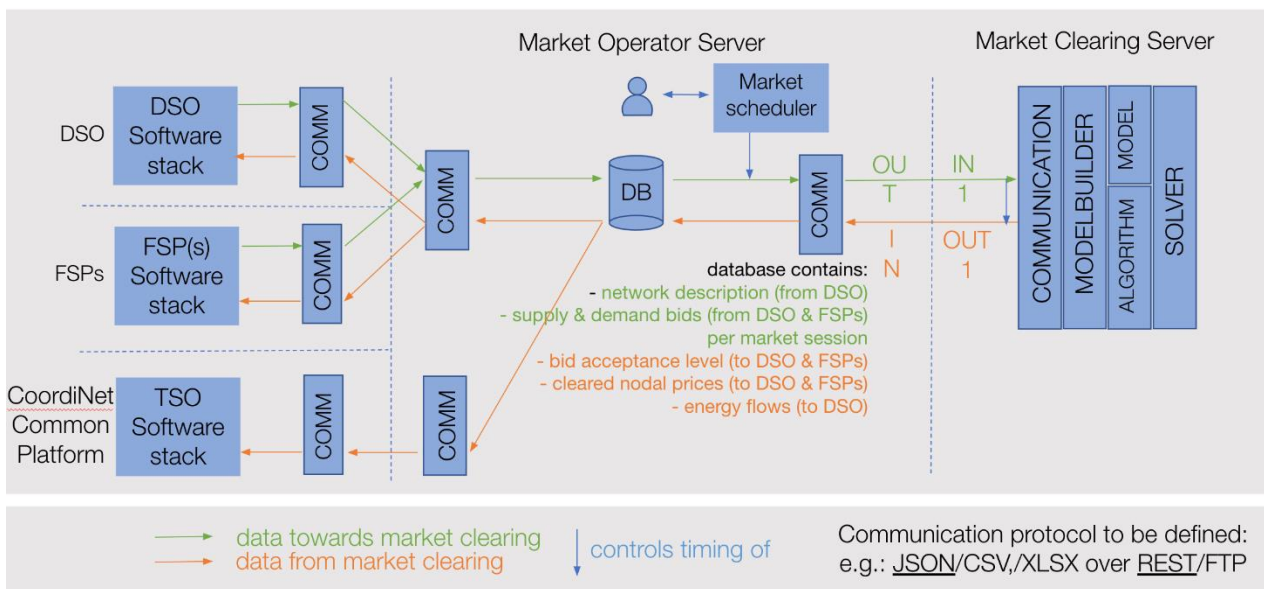 Market Operator Server
Market Clearing Server
DSO
DSO
Software
stack
COMM
Market
scheduler
COMM
DB
COMM
OU
T
IN
1
I
N
OUT
1
COMMUNICATION
MODELBUILDER
MODEL
ALGORITHM
SOLVER
FSPs
FSP(s)
Software
stack
COMM
database contains:
- network description (from DSO)
- supply & demand bids (from DSO & FSPs)
per market session
- bid acceptance level (to DSO & FSPs)
- cleared nodal prices (to DSO & FSPs)
- energy flows (to DSO)
CoordiNet
Common
Platform
TSO
Software
stack
COMM
COMM
data towards market clearing
data from market clearing
controls timing of
Communication protocol to be defined:
e.g.: JSON/CSV,/XLSX over REST/FTP